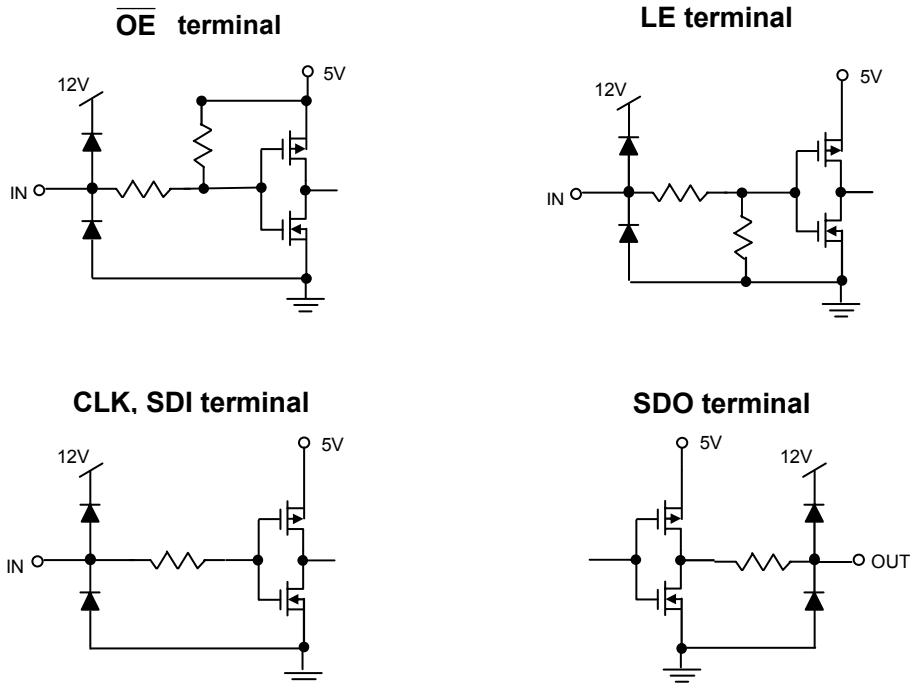 OE terminal
LE terminal
5V
12V
IN
5V
12V
IN
CLK, SDI terminal
SDO terminal
5V
12V
IN
5V
12V
OUT